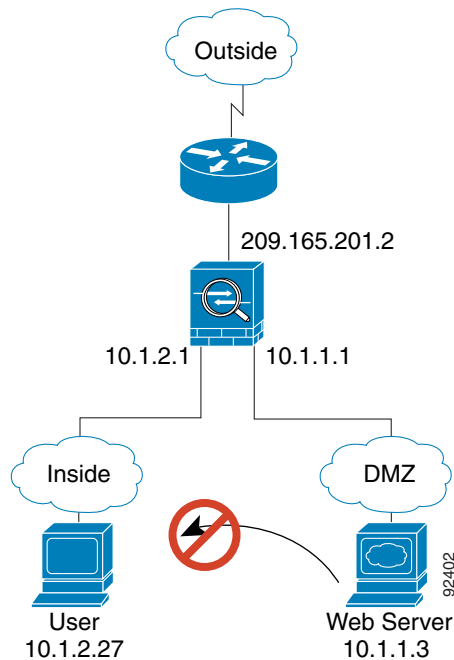 Outside
209.165.201.2
10.1.2.1
10.1.1.1
Inside
DMZ
User
10.1.2.27
Web Server
10.1.1.3
92402